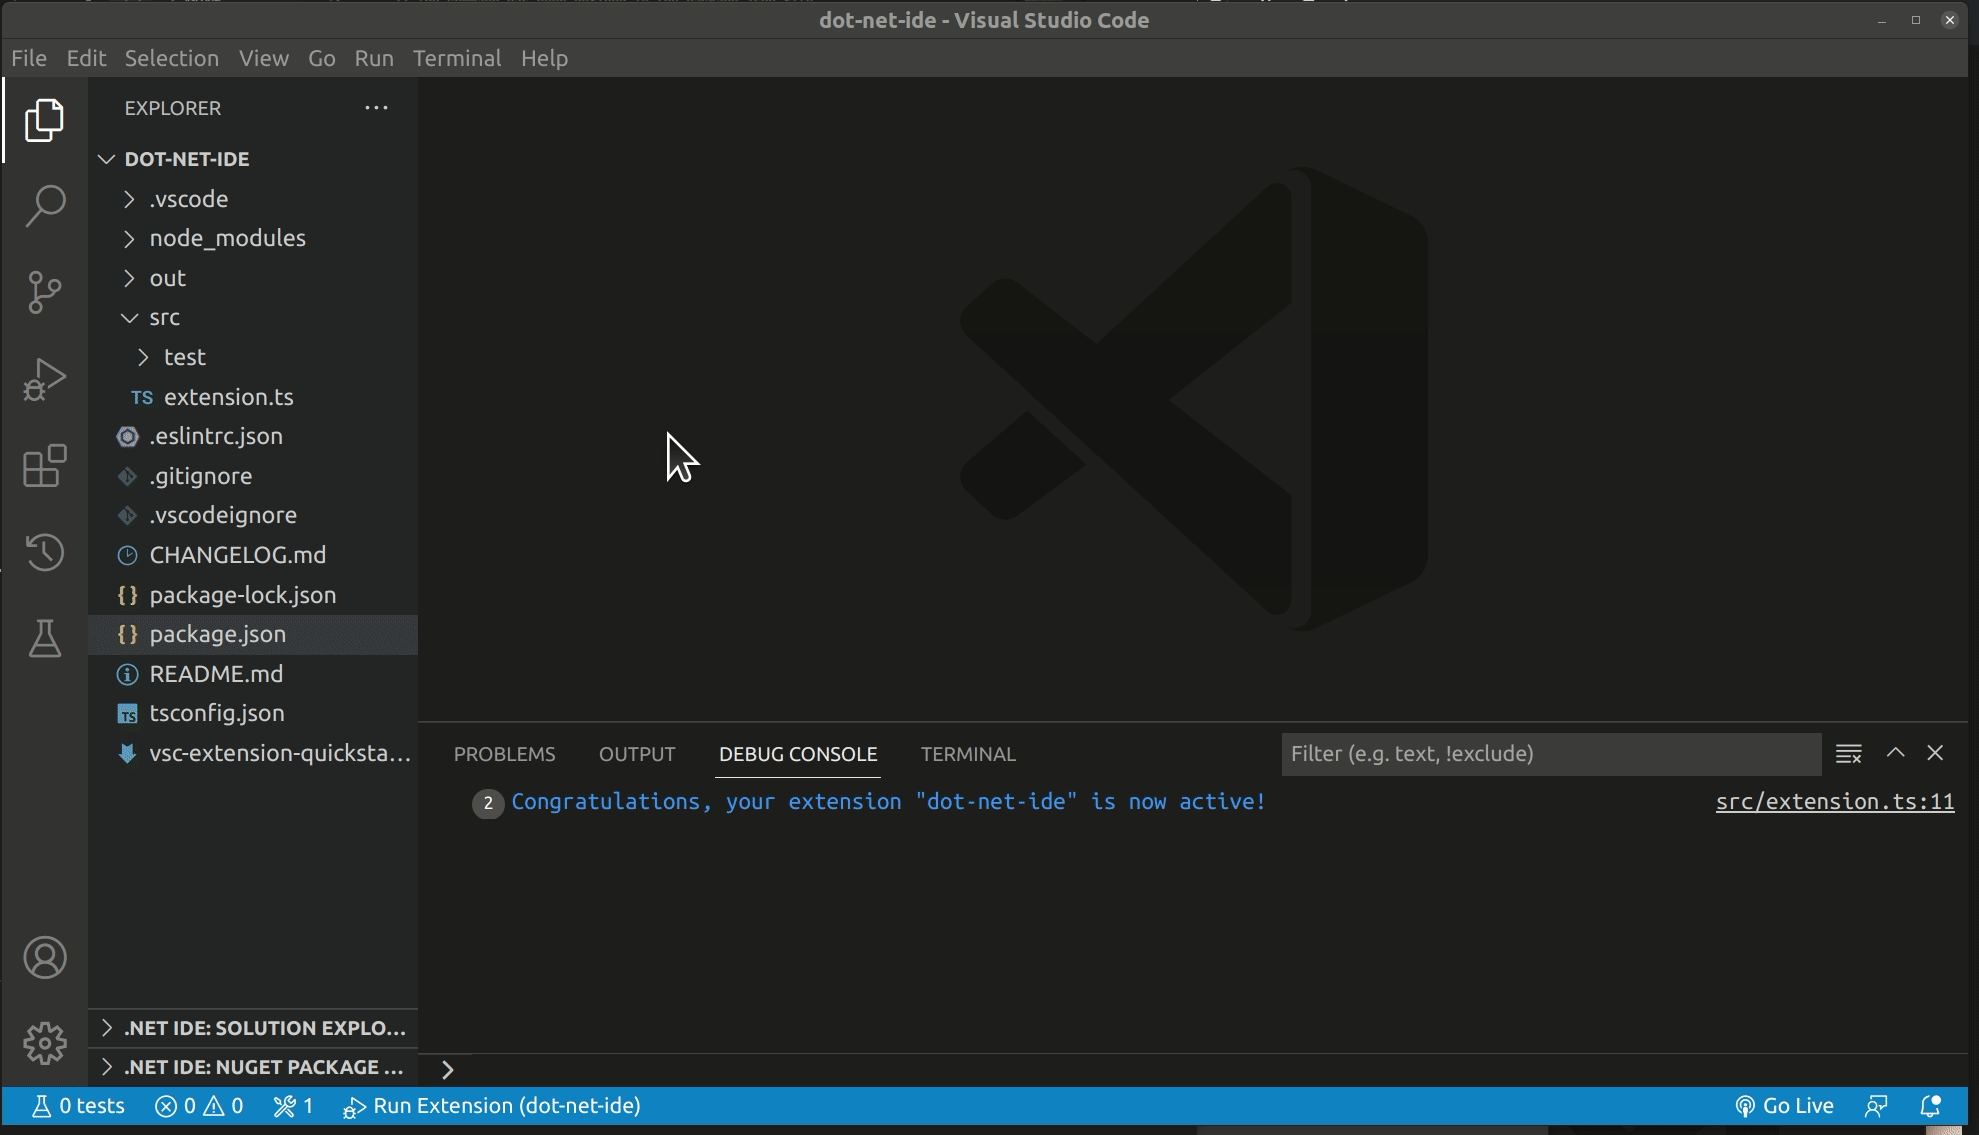 dot-net-ide - Visual Studio Code
File Edit Selection View Go Run Terminal Help
EXPLORER ···
DOT-NET-IDE
.vscode
node_modules
out
src
test
TS extension.ts
.eslintrc.json
.gitignore
.vscodeignore
CHANGELOG.md
{} package-lock.json
{} package.json
README.md
TS tsconfig.json
vsc-extension-quicksta...
.NET IDE: SOLUTION EXPLO...
.NET IDE: NUGET PACKAGE ...
PROBLEMS OUTPUT DEBUG CONSOLE TERMINAL Filter (e.g. text, !exclude)
2 Congratulations, your extension "dot-net-ide" is now active! src/extension.ts:11
0 tests 0 0 1 Run Extension (dot-net-ide) Go Live